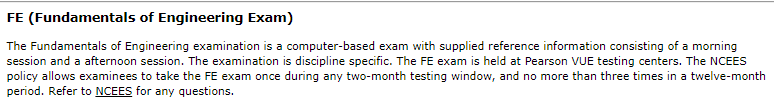 FE (Fundamentals of Engineering Exam)
The Fundamentals of Engineering examination is a computer-based exam with supplied reference information consisting of a morning
session and a afternoon session. The examination is discipline specific. The FE exam is held at Pearson VUE testing centers. The NCEES
policy allows examinees to take the FE exam once during any two-month testing window, and no more than three times in a twelve-month
period. Refer to NCEES for any questions.